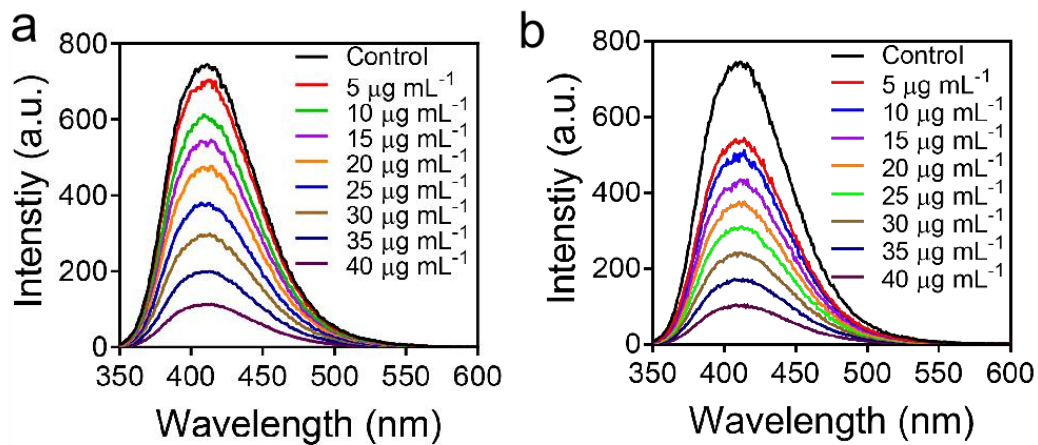 a
Intenstiy (a.u.)
800
600
400
200
0
350 400 450 500 550 600
Wavelength (nm)
Control
5 µg mL⁻¹
10 µg mL⁻¹
15 µg mL⁻¹
20 µg mL⁻¹
25 µg mL⁻¹
30 µg mL⁻¹
35 µg mL⁻¹
40 µg mL⁻¹
b
Intenstiy (a.u.)
800
600
400
200
0
350 400 450 500 550 600
Wavelength (nm)
Control
5 µg mL⁻¹
10 µg mL⁻¹
15 µg mL⁻¹
20 µg mL⁻¹
25 µg mL⁻¹
30 µg mL⁻¹
35 µg mL⁻¹
40 µg mL⁻¹